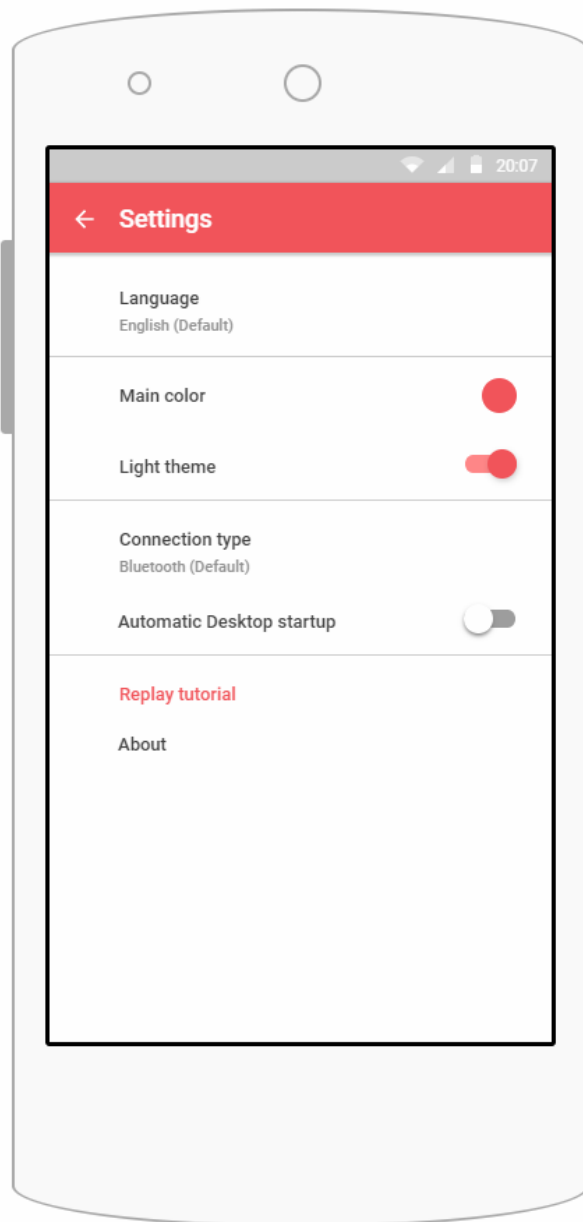 20:07
Settings
Language
English (Default)
Main color
Light theme
Connection type
Bluetooth (Default)
Automatic Desktop startup
Replay tutorial
About